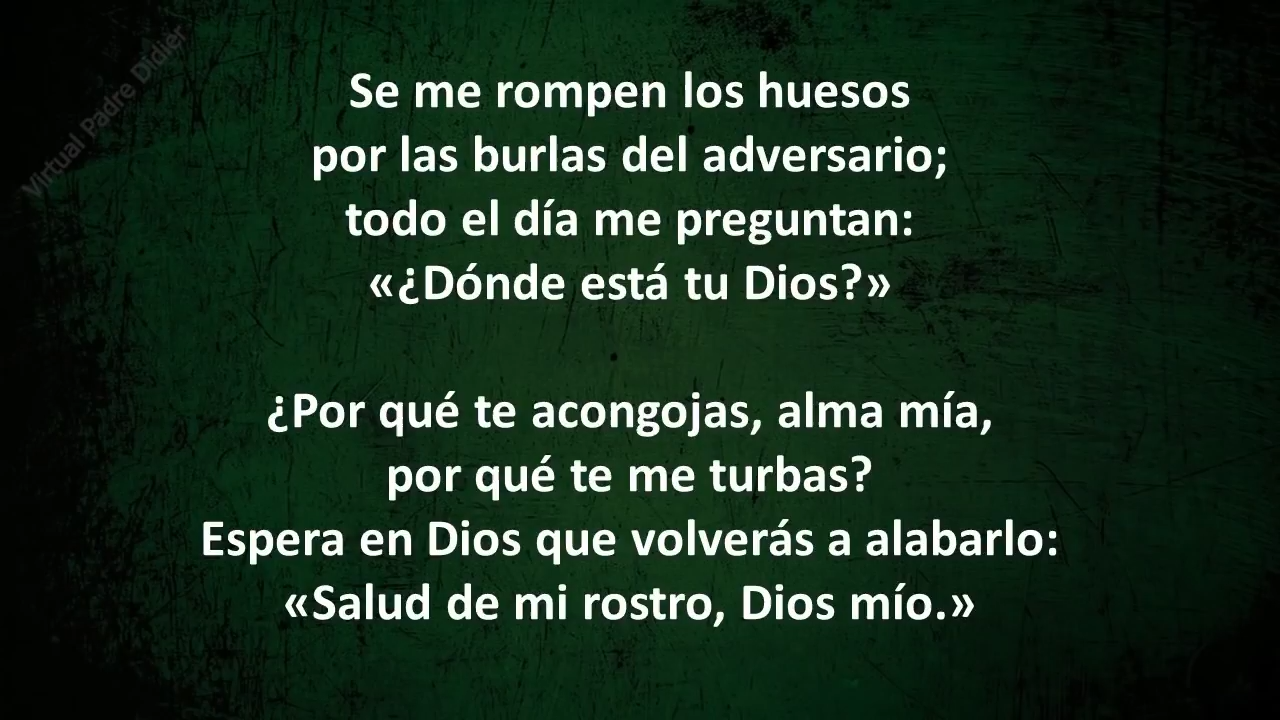 Virtual Padre Didier
Se me rompen los huesos
por las burlas del adversario;
todo el día me preguntan:
«¿Dónde está tu Dios?»
¿Por qué te acongojas, alma mía,
por qué te me turbas?
Espera en Dios que volverás a alabarlo:
«Salud de mi rostro, Dios mío.»